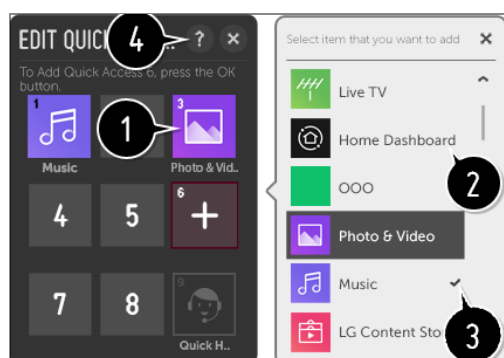 EDIT QUIC
4
..
?
To Add Quick Access 6, press the OK
button.
1
3
1
Music
Photo & Vid..
4
5
6
7
8
9
Quick H..
Select item that you want to add
Live TV
Home Dashboard
2
OOO
Photo & Video
Music
LG Content Sto
3